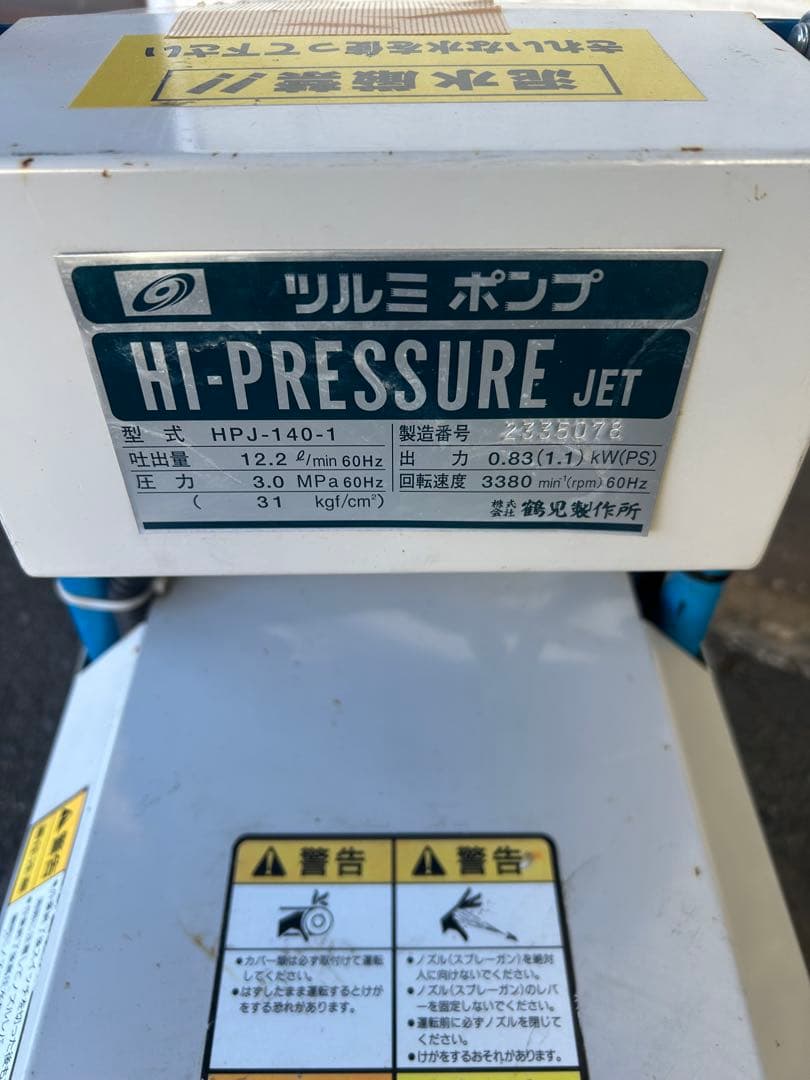 泥水厳禁!!
きれいな水を使って下さい
ツルミ ポンプ
HI-PRESSURE JET
型式 HPJ-140-1 製造番号 2335078
吐出量 12.2 ℓ/min 60Hz 出力 0.83(1.1) kW(PS)
圧力 3.0 MPa 60Hz 回転速度 3380 min⁻¹(rpm) 60Hz
( 31 kgf/cm²) 株式会社 鶴見製作所
警告
●カバー類は必ず取付けて運転
してください。
●はずしたまま運転するとけが
をする恐れがあります。
警告
●ノズル(スプレーガン)を絶対
人に向けないでください。
●ノズル(スプレーガン)のレバ
ーを固定しないでください。
●運転前に必ずノズルを閉じて
ください。
●けがをするおそれがあります。